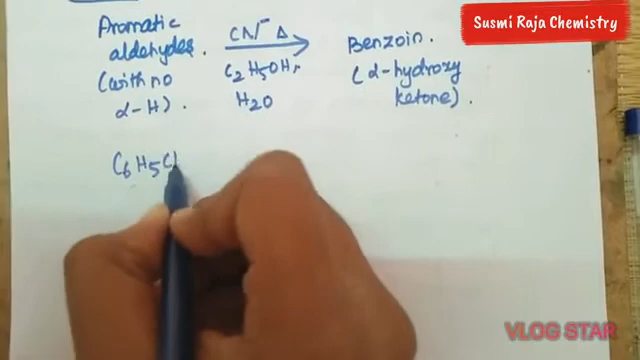 Susmi Raja Chemistry
Aromatic
aldehydes.
(with no
α-H).
CN⁻ Δ
C2H5OH,
H2O
Benzoin.
(α-hydroxy
ketone).
C6H5C
VLOG STAR